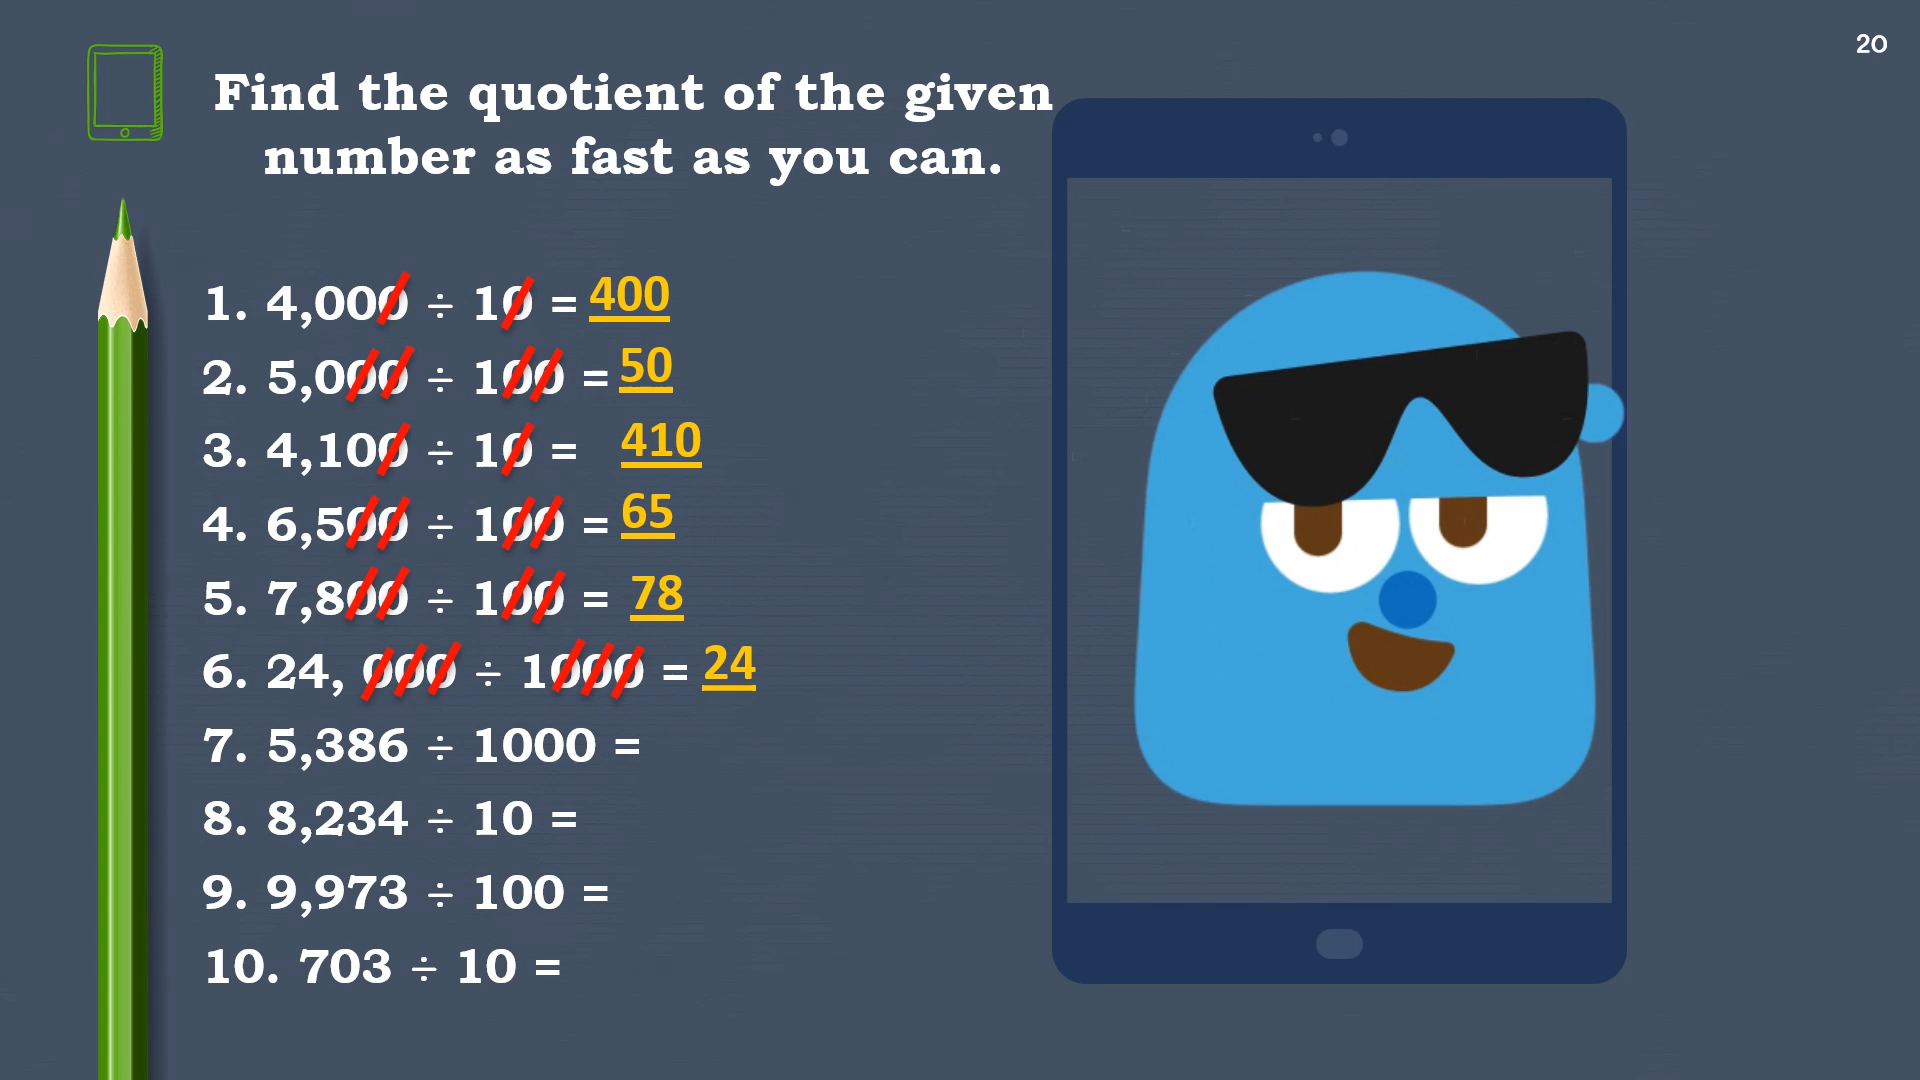 20
Find the quotient of the given
number as fast as you can.
1. 4,000 ÷ 10 = 400
2. 5,000 ÷ 100 = 50
3. 4,100 ÷ 10 = 410
4. 6,500 ÷ 100 = 65
5. 7,800 ÷ 100 = 78
6. 24, 000 ÷ 1000 = 24
7. 5,386 ÷ 1000 =
8. 8,234 ÷ 10 =
9. 9,973 ÷ 100 =
10. 703 ÷ 10 =